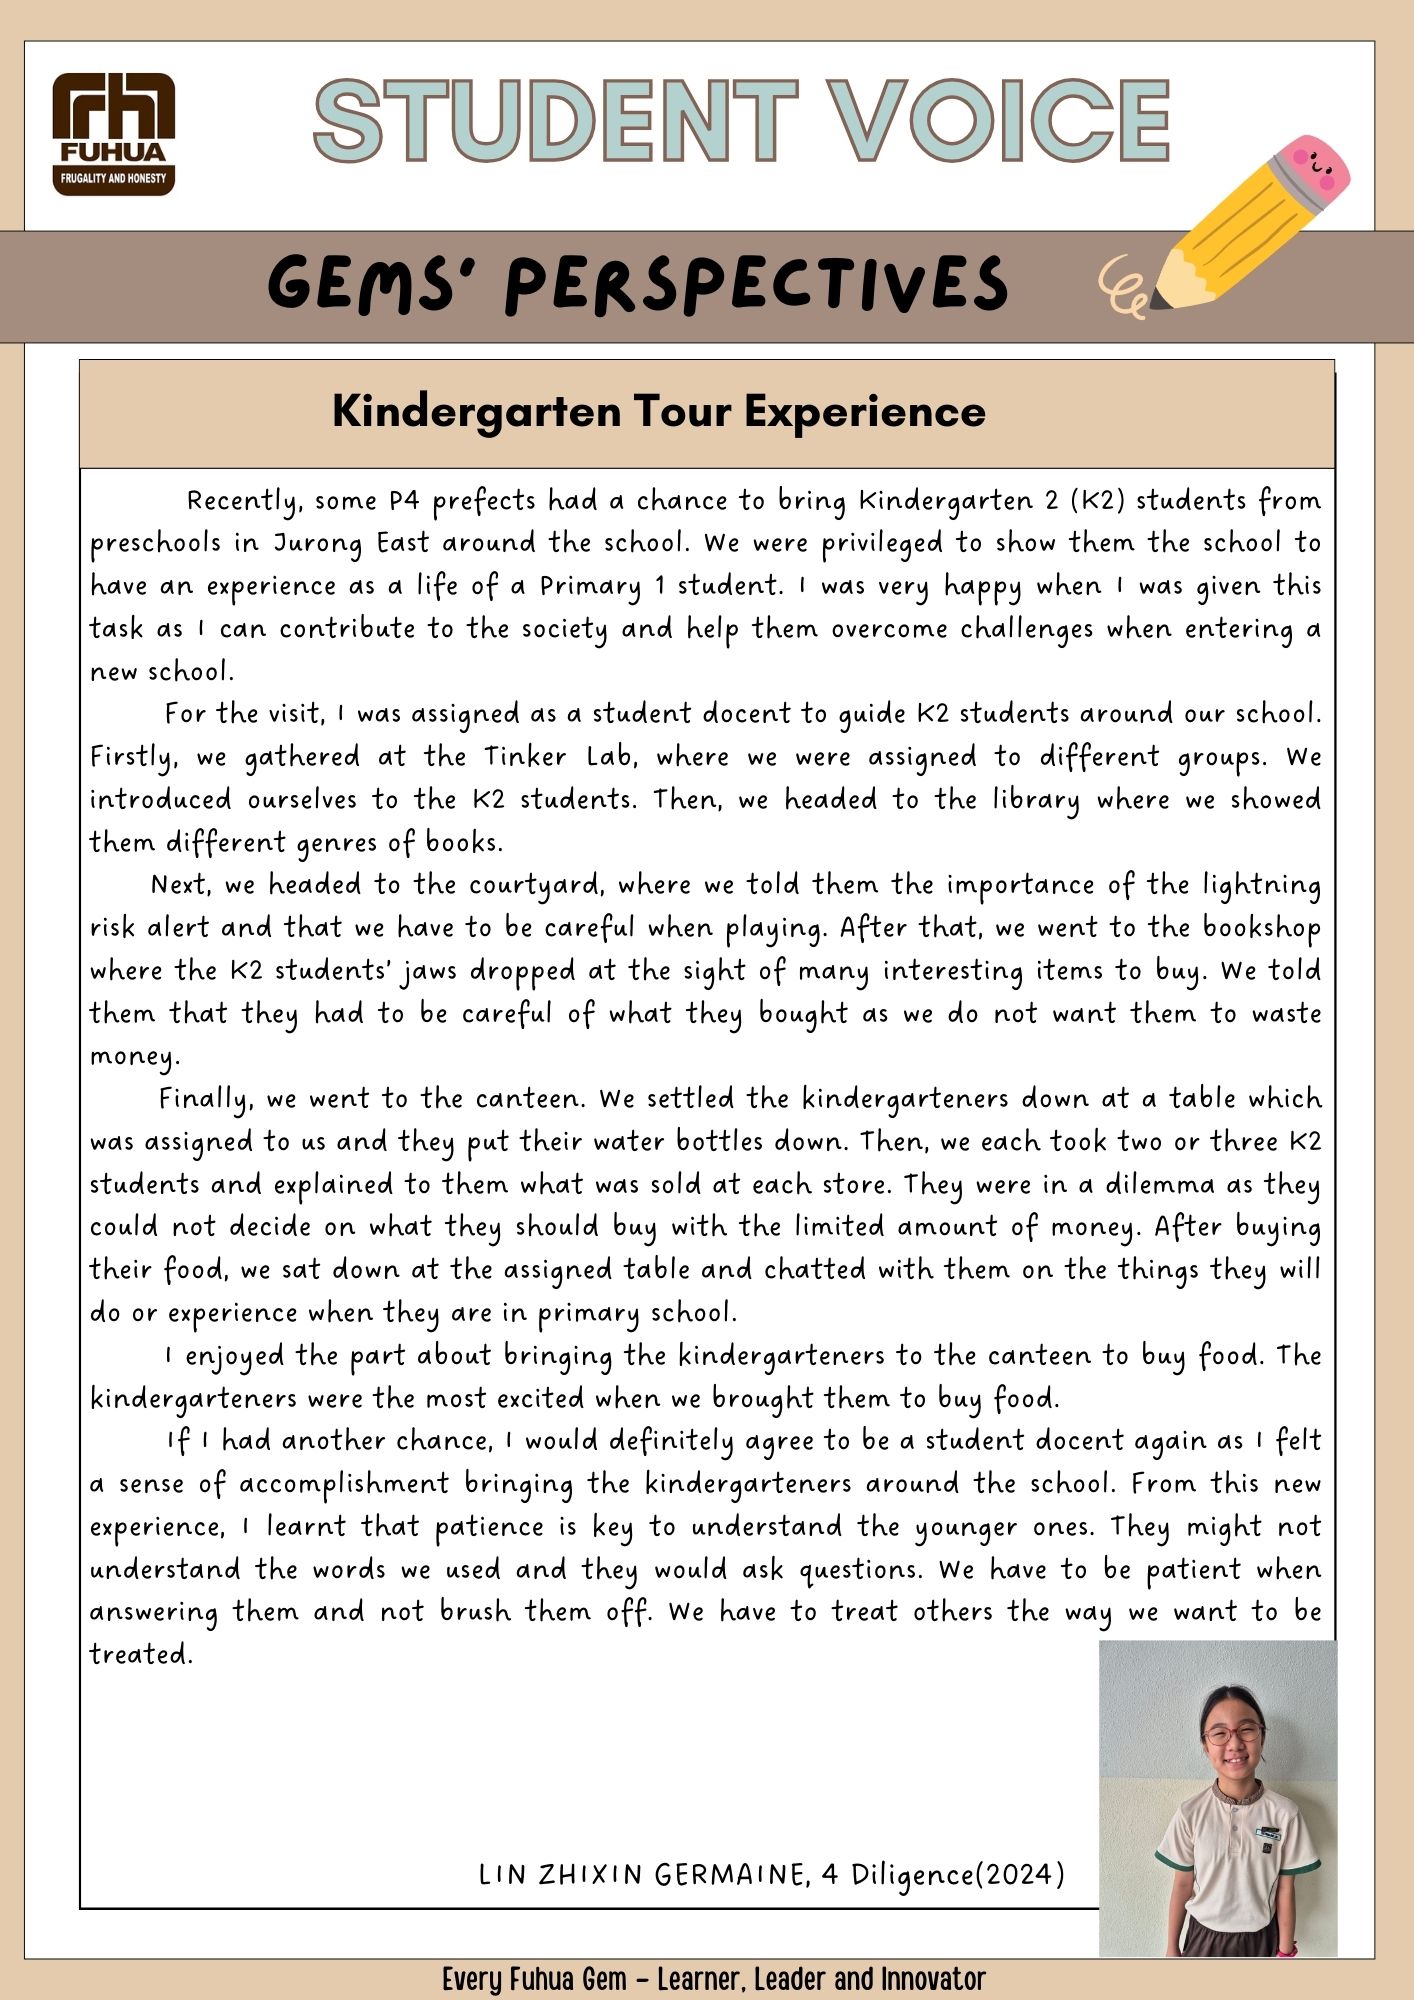 FUHUA
FRUGALITY AND HONESTY
STUDENT VOICE
GEMS' PERSPECTIVES
Kindergarten Tour Experience
Recently, some P4 prefects had a chance to bring Kindergarten 2 (K2) students from
preschools in Jurong East around the school. We were privileged to show them the school to
have an experience as a life of a Primary 1 student. I was very happy when I was given this
task as I can contribute to the society and help them overcome challenges when entering a
new school.
For the visit, I was assigned as a student docent to guide K2 students around our school.
Firstly, we gathered at the Tinker Lab, where we were assigned to different groups. We
introduced ourselves to the K2 students. Then, we headed to the library where we showed
them different genres of books.
Next, we headed to the courtyard, where we told them the importance of the lightning
risk alert and that we have to be careful when playing. After that, we went to the bookshop
where the K2 students' jaws dropped at the sight of many interesting items to buy. We told
them that they had to be careful of what they bought as we do not want them to waste
money.
Finally, we went to the canteen. We settled the kindergarteners down at a table which
was assigned to us and they put their water bottles down. Then, we each took two or three K2
students and explained to them what was sold at each store. They were in a dilemma as they
could not decide on what they should buy with the limited amount of money. After buying
their food, we sat down at the assigned table and chatted with them on the things they will
do or experience when they are in primary school.
I enjoyed the part about bringing the kindergarteners to the canteen to buy food. The
kindergarteners were the most excited when we brought them to buy food.
If I had another chance, I would definitely agree to be a student docent again as I felt
a sense of accomplishment bringing the kindergarteners around the school. From this new
experience, I learnt that patience is key to understand the younger ones. They might not
understand the words we used and they would ask questions. We have to be patient when
answering them and not brush them off. We have to treat others the way we want to be
treated.
LIN ZHIXIN GERMAINE, 4 Diligence(2024)
Every Fuhua Gem – Learner, Leader and Innovator